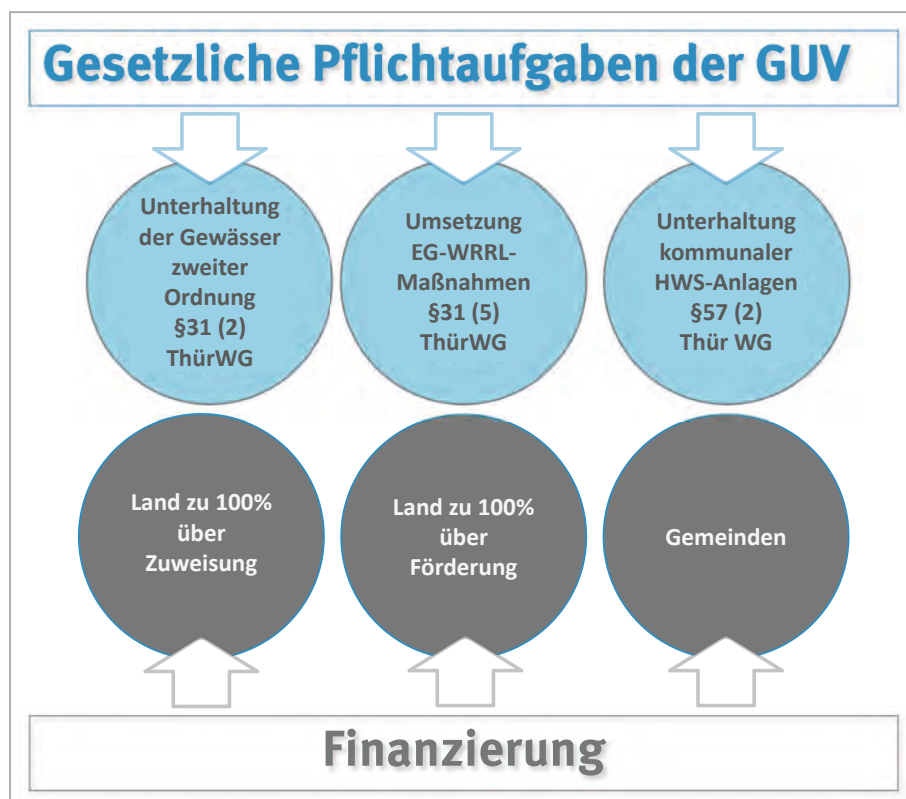 Gesetzliche Pflichtaufgaben der GUV
Unterhaltung
der Gewässer
zweiter
Ordnung
§31 (2)
ThürWG
Umsetzung
EG-WRRL-
Maßnahmen
§31 (5)
ThürWG
Unterhaltung
kommunaler
HWS-Anlagen
§57 (2)
Thür WG
Land zu 100%
über
Zuweisung
Land zu 100%
über
Förderung
Gemeinden
Finanzierung